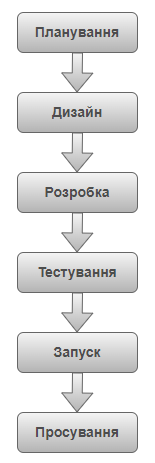 Планування
Дизайн
Розробка
Тестування
Запуск
Просування